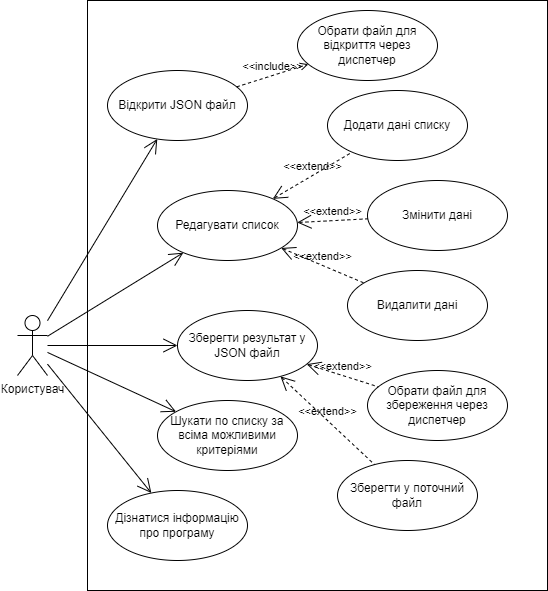 Обрати файл для
відкриття через
диспетчер
<<include>>
Відкрити JSON файл
Додати дані списку
<<extend>>
Редагувати список
<<extend>>
Змінити дані
<<extend>>
Видалити дані
Користувач
Зберегти результат у
JSON файл
<<extend>>
Обрати файл для
збереження через
диспетчер
<<extend>>
Шукати по списку за
всіма можливими
критеріями
Зберегти у поточний
файл
Дізнатися інформацію
про програму